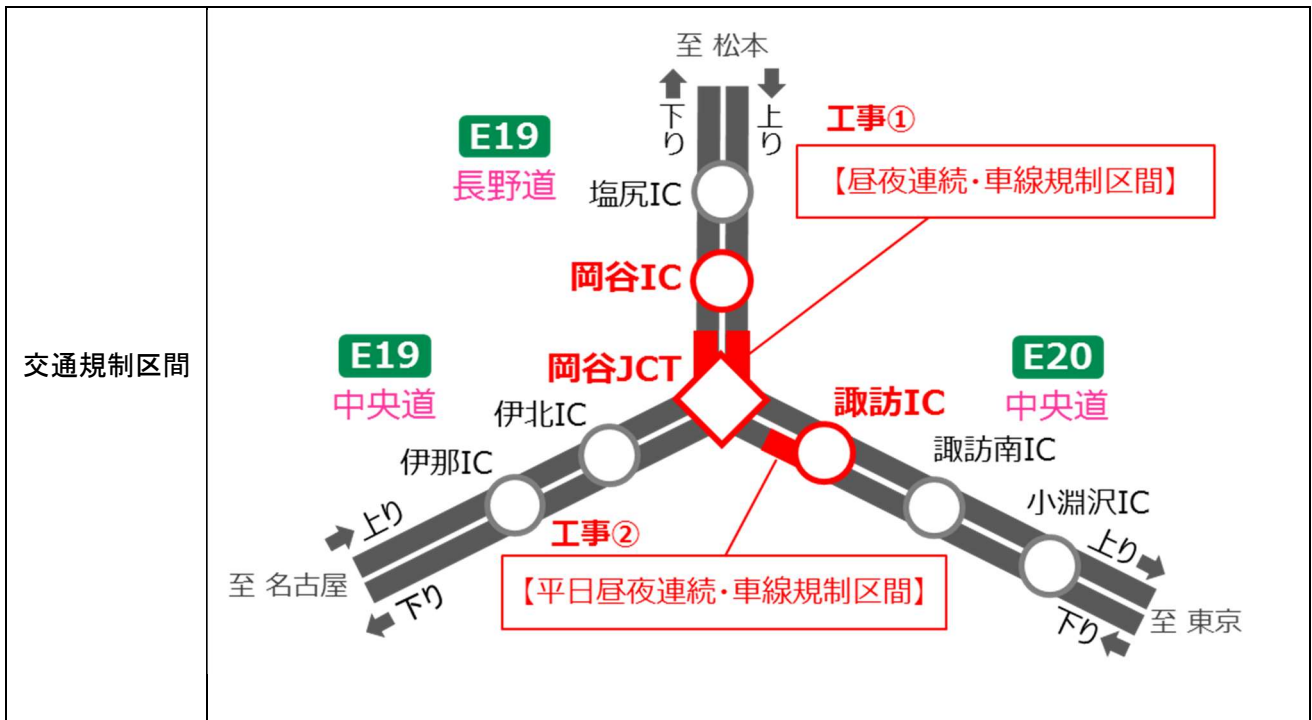 交通規制区間
至 松本
下り
上り
工事①
E19
長野道
【昼夜連続・車線規制区間】
塩尻IC
岡谷IC
E19
中央道
岡谷JCT
E20
中央道
諏訪IC
伊北IC
伊那IC
諏訪南IC
小淵沢IC
上り
工事②
上り
至 名古屋
【平日昼夜連続・車線規制区間】
下り
下り
至 東京